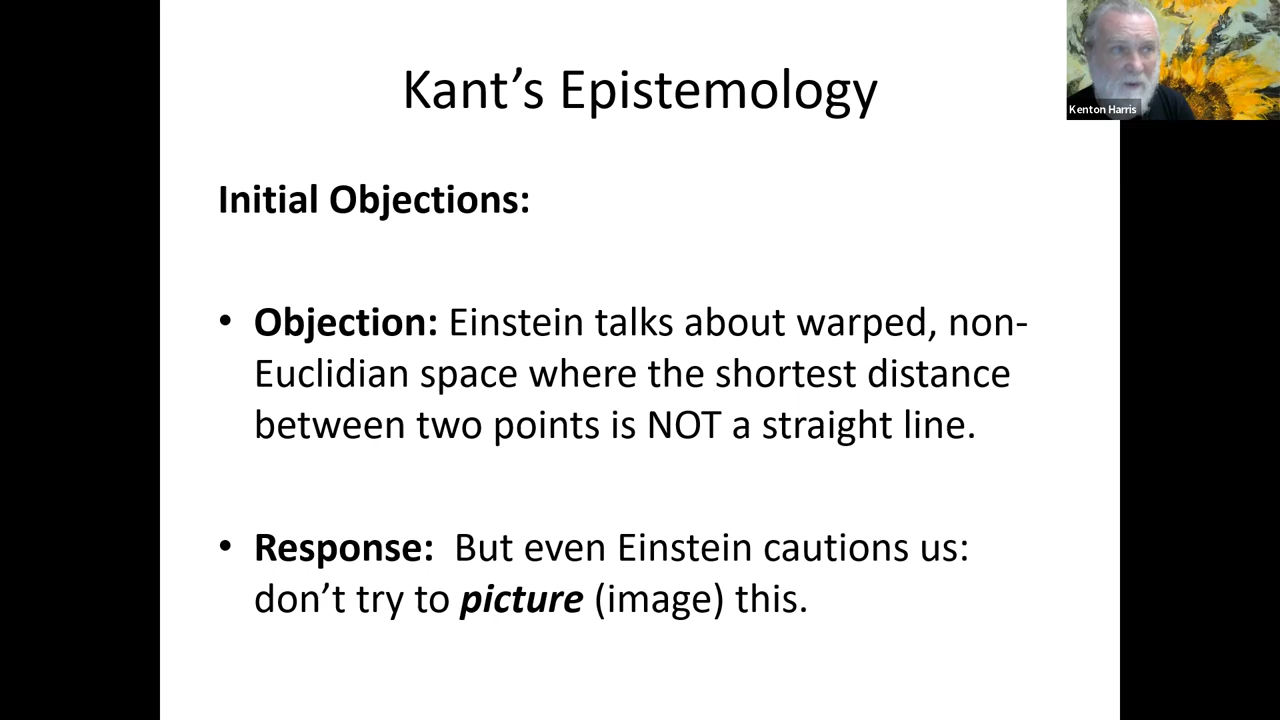 Kant’s Epistemology
Kenton Harris
Initial Objections:
• Objection: Einstein talks about warped, non-
Euclidian space where the shortest distance
between two points is NOT a straight line.
• Response:  But even Einstein cautions us:
don’t try to picture (image) this.